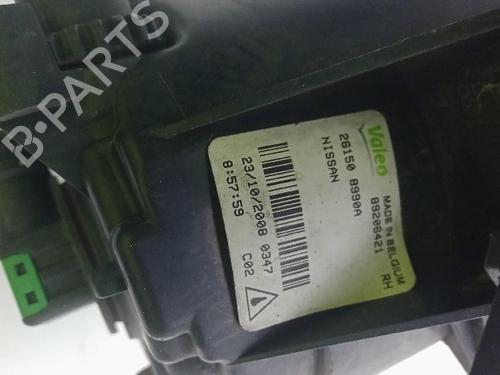 B-PARTS
Valeo
MADE IN BELGIUM
89206421 RH
26150 8990A
NISSAN
23/10/2008 0347 C02
8:57:59